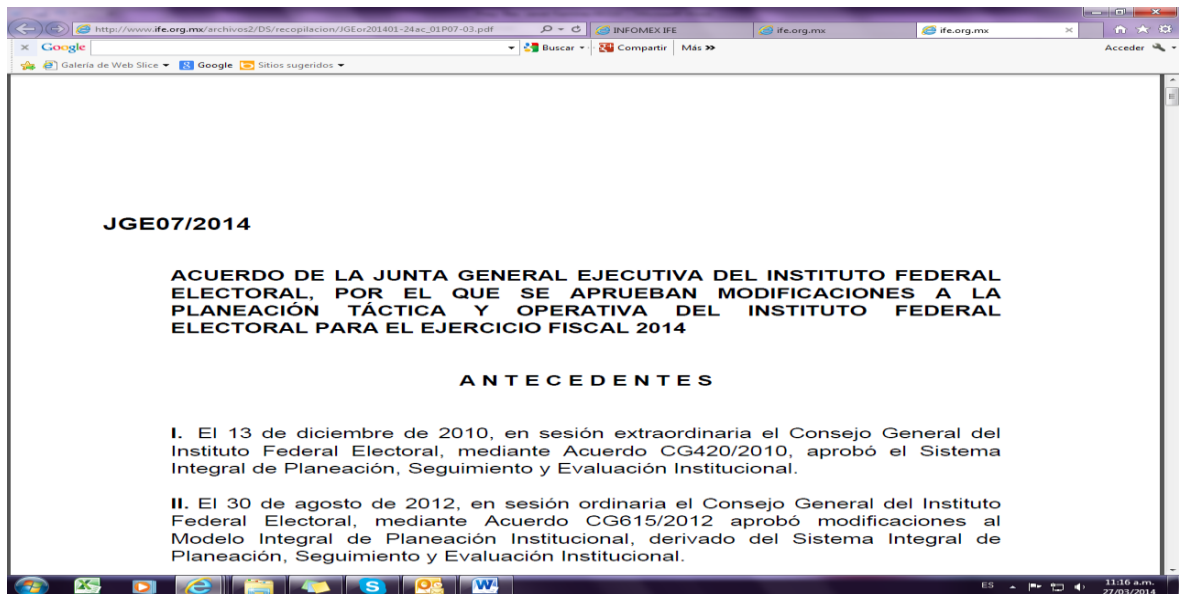 http://www.ife.org.mx/archivos2/DS/recopilacion/JGEor201401-24ac_01P07-03.pdf
INFOMEX IFE
ife.org.mx
ife.org.mx
Google
Buscar
Compartir
Más
Acceder
Galería de Web Slice
Google
Sitios sugeridos
JGE07/2014
ACUERDO DE LA JUNTA GENERAL EJECUTIVA DEL INSTITUTO FEDERAL
ELECTORAL, POR EL QUE SE APRUEBAN MODIFICACIONES A LA
PLANEACIÓN TÁCTICA Y OPERATIVA DEL INSTITUTO FEDERAL
ELECTORAL PARA EL EJERCICIO FISCAL 2014
A N T E C E D E N T E S
I. El 13 de diciembre de 2010, en sesión extraordinaria el Consejo General del
Instituto Federal Electoral, mediante Acuerdo CG420/2010, aprobó el Sistema
Integral de Planeación, Seguimiento y Evaluación Institucional.
II. El 30 de agosto de 2012, en sesión ordinaria el Consejo General del Instituto
Federal Electoral, mediante Acuerdo CG615/2012 aprobó modificaciones al
Modelo Integral de Planeación Institucional, derivado del Sistema Integral de
Planeación, Seguimiento y Evaluación Institucional.
ES
11:16 a.m.
27/03/2014